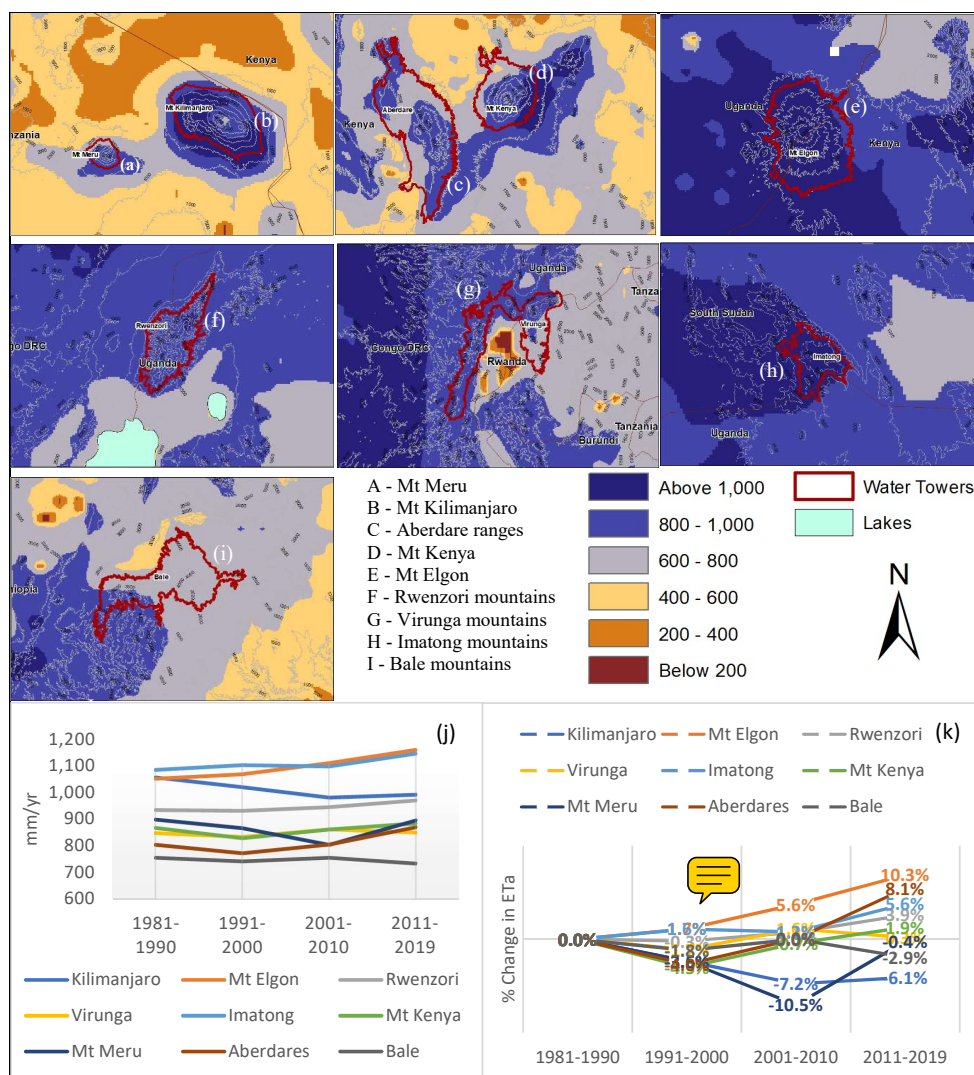 Kenya
Mt Kilimanjaro
(b)
nzania
Mt Meru
(a)
(d)
Aberdare
Mt Kenya
Kenya
(c)
Uganda
(e)
Mt Elgon
Kenya
Rwenzori
(f)
ngo DRC
Uganda
(g)
Uganda
Tanza
Virunga
Congo DRC
Rwanda
Tanzania
Burundi
South Sudan
Imatong
(h)
Uganda
(i)
Bale
hiopia
A - Mt Meru
B - Mt Kilimanjaro
C - Aberdare ranges
D - Mt Kenya
E - Mt Elgon
F - Rwenzori mountains
G - Virunga mountains
H - Imatong mountains
I - Bale mountains
Above 1,000
800 - 1,000
600 - 800
400 - 600
200 - 400
Below 200
Water Towers
Lakes
N
(j)
mm/yr
1,200
1,100
1,000
900
800
700
600
1981-1990
1991-2000
2001-2010
2011-2019
Kilimanjaro Mt Elgon Rwenzori
Virunga Imatong Mt Kenya
Mt Meru Aberdares Bale
(k)
Kilimanjaro Mt Elgon Rwenzori
Virunga Imatong Mt Kenya
Mt Meru Aberdares Bale
% Change in ETa
0.0%
5.6%
0.0%
-7.2%
-10.5%
10.3%
8.1%
5.6%
3.9%
1.9%
-0.4%
-2.9%
6.1%
1981-1990 1991-2000 2001-2010 2011-2019